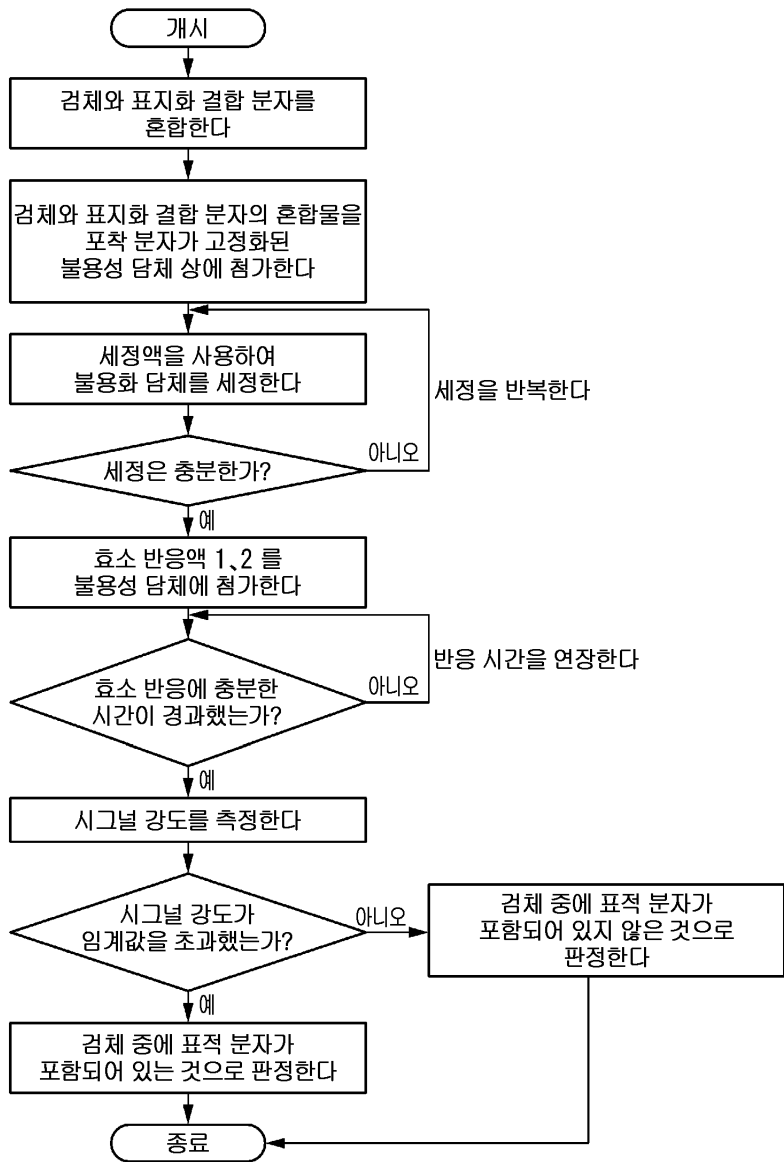 개시
검체와 표지화 결합 분자를
혼합한다
검체와 표지화 결합 분자의 혼합물을
포착 분자가 고정화된
불용성 담체 상에 첨가한다
세정액을 사용하여
불용화 담체를 세정한다
세정을 반복한다
세정은 충분한가?
아니오
예
효소 반응액 1、2 를
불용성 담체에 첨가한다
반응 시간을 연장한다
효소 반응에 충분한
시간이 경과했는가?
아니오
예
시그널 강도를 측정한다
시그널 강도가
임계값을 초과했는가?
아니오
검체 중에 표적 분자가
포함되어 있지 않은 것으로
판정한다
예
검체 중에 표적 분자가
포함되어 있는 것으로 판정한다
종료